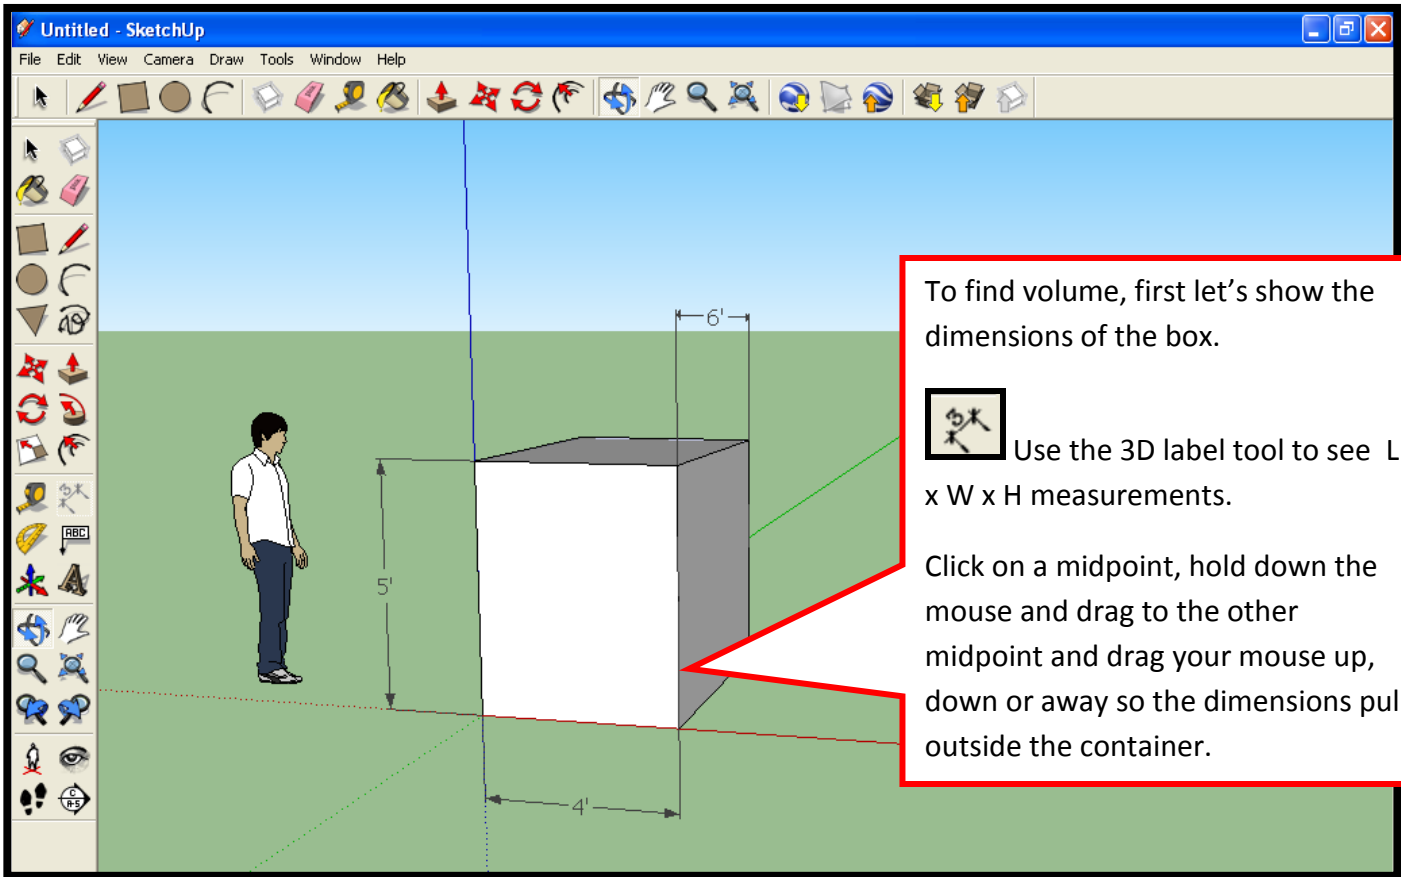 Untitled - SketchUp
File Edit View Camera Draw Tools Window Help
ABC
C
A-5
6'
5'
4'
To find volume, first let’s show the
dimensions of the box.
Use the 3D label tool to see L
x W x H measurements.
Click on a midpoint, hold down the
mouse and drag to the other
midpoint and drag your mouse up,
down or away so the dimensions pul
outside the container.